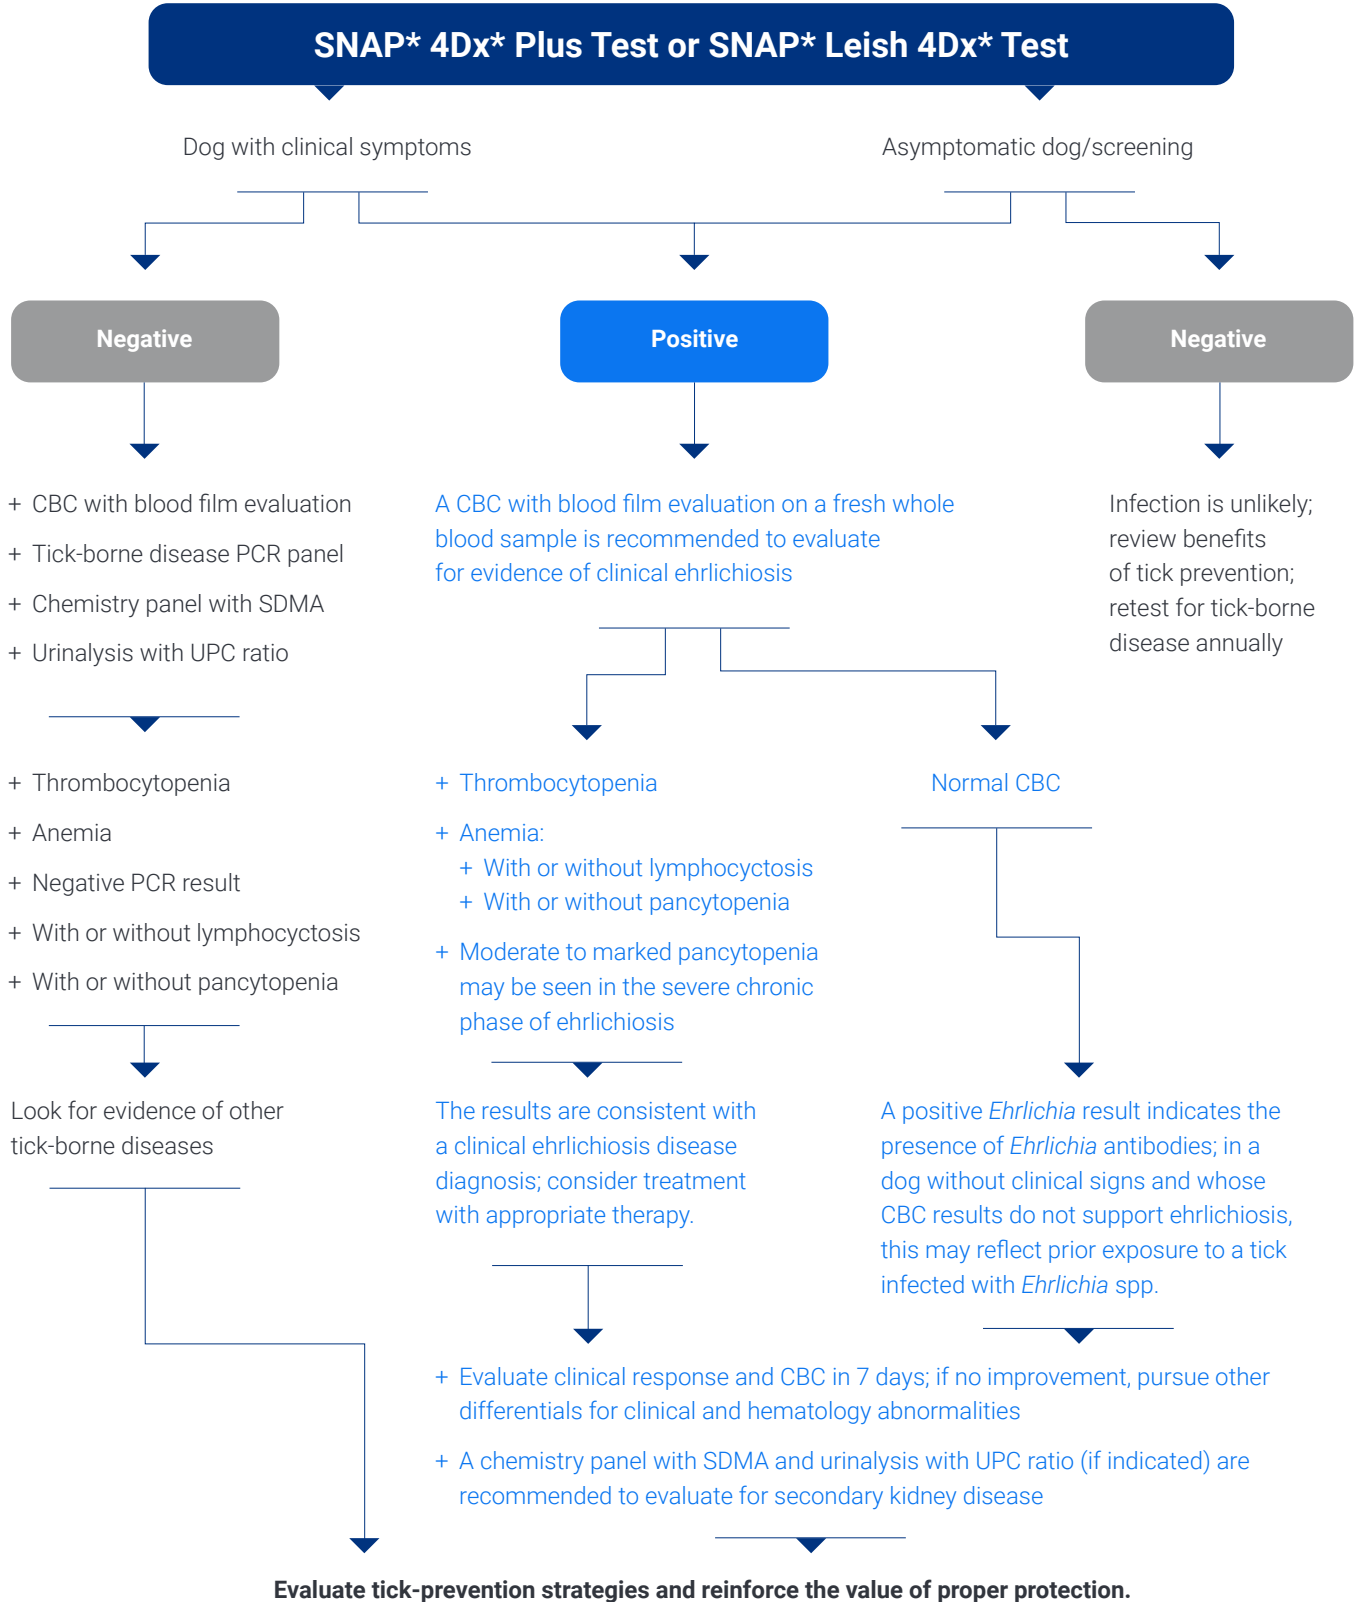 SNAP* 4Dx* Plus Test or SNAP* Leish 4Dx* Test
Dog with clinical symptoms
Asymptomatic dog/screening
Negative
Positive
Negative
+ CBC with blood film evaluation
+ Tick-borne disease PCR panel
+ Chemistry panel with SDMA
+ Urinalysis with UPC ratio
A CBC with blood film evaluation on a fresh whole
blood sample is recommended to evaluate
for evidence of clinical ehrlichiosis
Infection is unlikely;
review benefits
of tick prevention;
retest for tick-borne
disease annually
+ Thrombocytopenia
+ Anemia
+ Negative PCR result
+ With or without lymphocyctosis
+ With or without pancytopenia
+ Thrombocytopenia
+ Anemia:
+ With or without lymphocyctosis
+ With or without pancytopenia
+ Moderate to marked pancytopenia
may be seen in the severe chronic
phase of ehrlichiosis
Normal CBC
Look for evidence of other
tick-borne diseases
The results are consistent with
a clinical ehrlichiosis disease
diagnosis; consider treatment
with appropriate therapy.
A positive Ehrlichia result indicates the
presence of Ehrlichia antibodies; in a
dog without clinical signs and whose
CBC results do not support ehrlichiosis,
this may reflect prior exposure to a tick
infected with Ehrlichia spp.
+ Evaluate clinical response and CBC in 7 days; if no improvement, pursue other
differentials for clinical and hematology abnormalities
+ A chemistry panel with SDMA and urinalysis with UPC ratio (if indicated) are
recommended to evaluate for secondary kidney disease
Evaluate tick-prevention strategies and reinforce the value of proper protection.